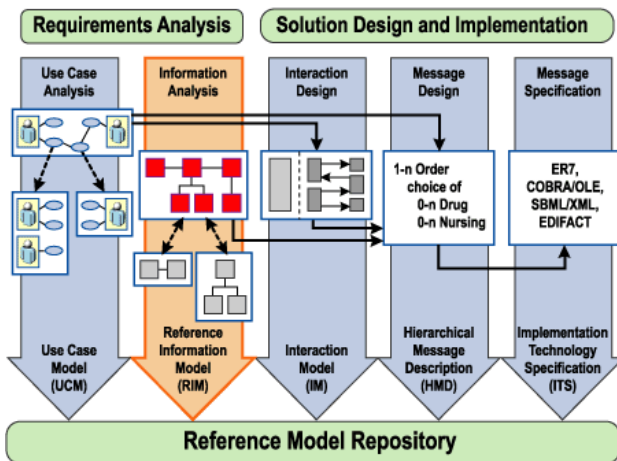 Requirements Analysis
Solution Design and Implementation
Use Case
Analysis
Information
Analysis
Interaction
Design
Message
Design
Message
Specification
1-n Order
choice of
0-n Drug
0-n Nursing
ER7,
COBRA/OLE,
SBML/XML,
EDIFACT
Use Case
Model
(UCM)
Reference
Information
Model
(RIM)
Interaction
Model
(IM)
Hierarchical
Message
Description
(HMD)
Implementation
Technology
Specification
(ITS)
Reference Model Repository